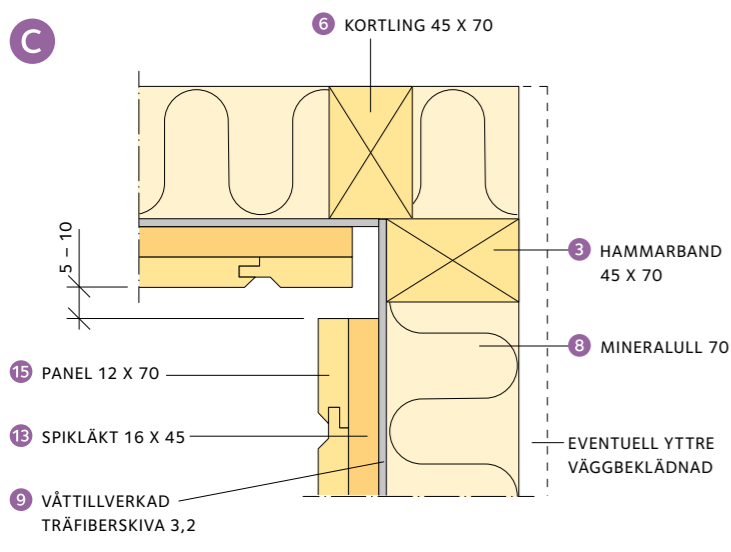 C
6 KORTLING 45 X 70
5 – 10
3 HAMMARBAND
45 X 70
8 MINERALULL 70
15 PANEL 12 X 70
13 SPIKLÄKT 16 X 45
EVENTUELL YTTRE
VÄGGBEKLÄDNAD
9 VÅTTILLVERKAD
TRÄFIBERSKIVA 3,2